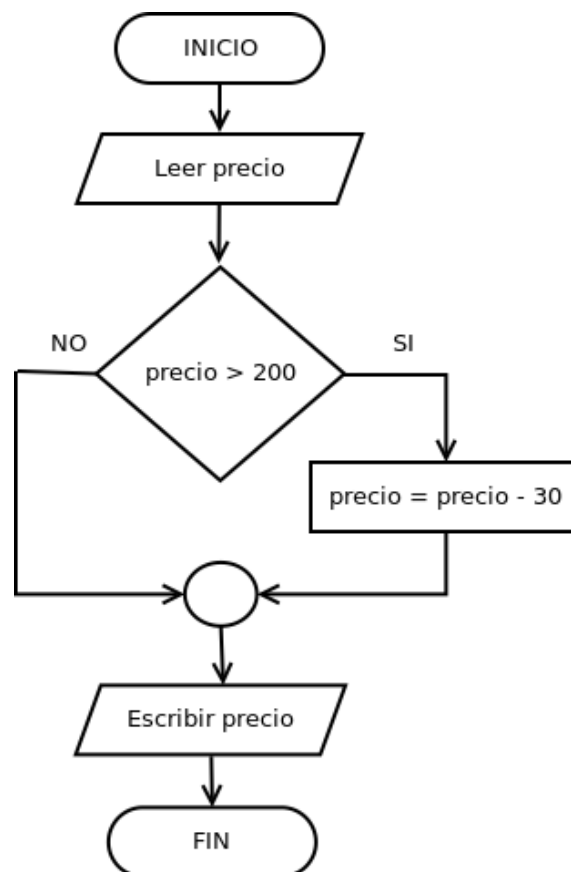 INICIO
Leer precio
NO
SI
precio > 200
precio = precio - 30
Escribir precio
FIN